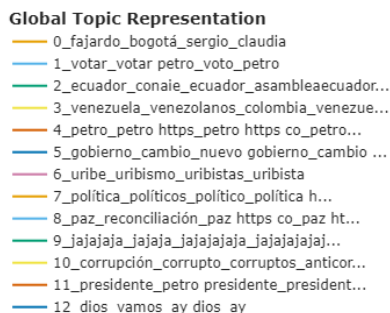 Global Topic Representation
0_fajardo_bogotá_sergio_claudia
1_votar_votar petro_voto_petro
2_ecuador_conaie_ecuador_asambleaecuador...
3_venezuela_venezolanos_colombia_venezue...
4_petro_petro https_petro https co_petro...
5_gobierno_cambio_nuevo gobierno_cambio ...
6_uribe_uribismo_uribistas_uribista
7_política_políticos_político_política h...
8_paz_reconciliación_paz https co_paz ht...
9_jajajaja_jajaja_jajajajaja_jajajajajaj...
10_corrupción_corrupto_corruptos_anticor...
11_presidente_petro presidente_president...
12_dios_vamos_ay dios_ay